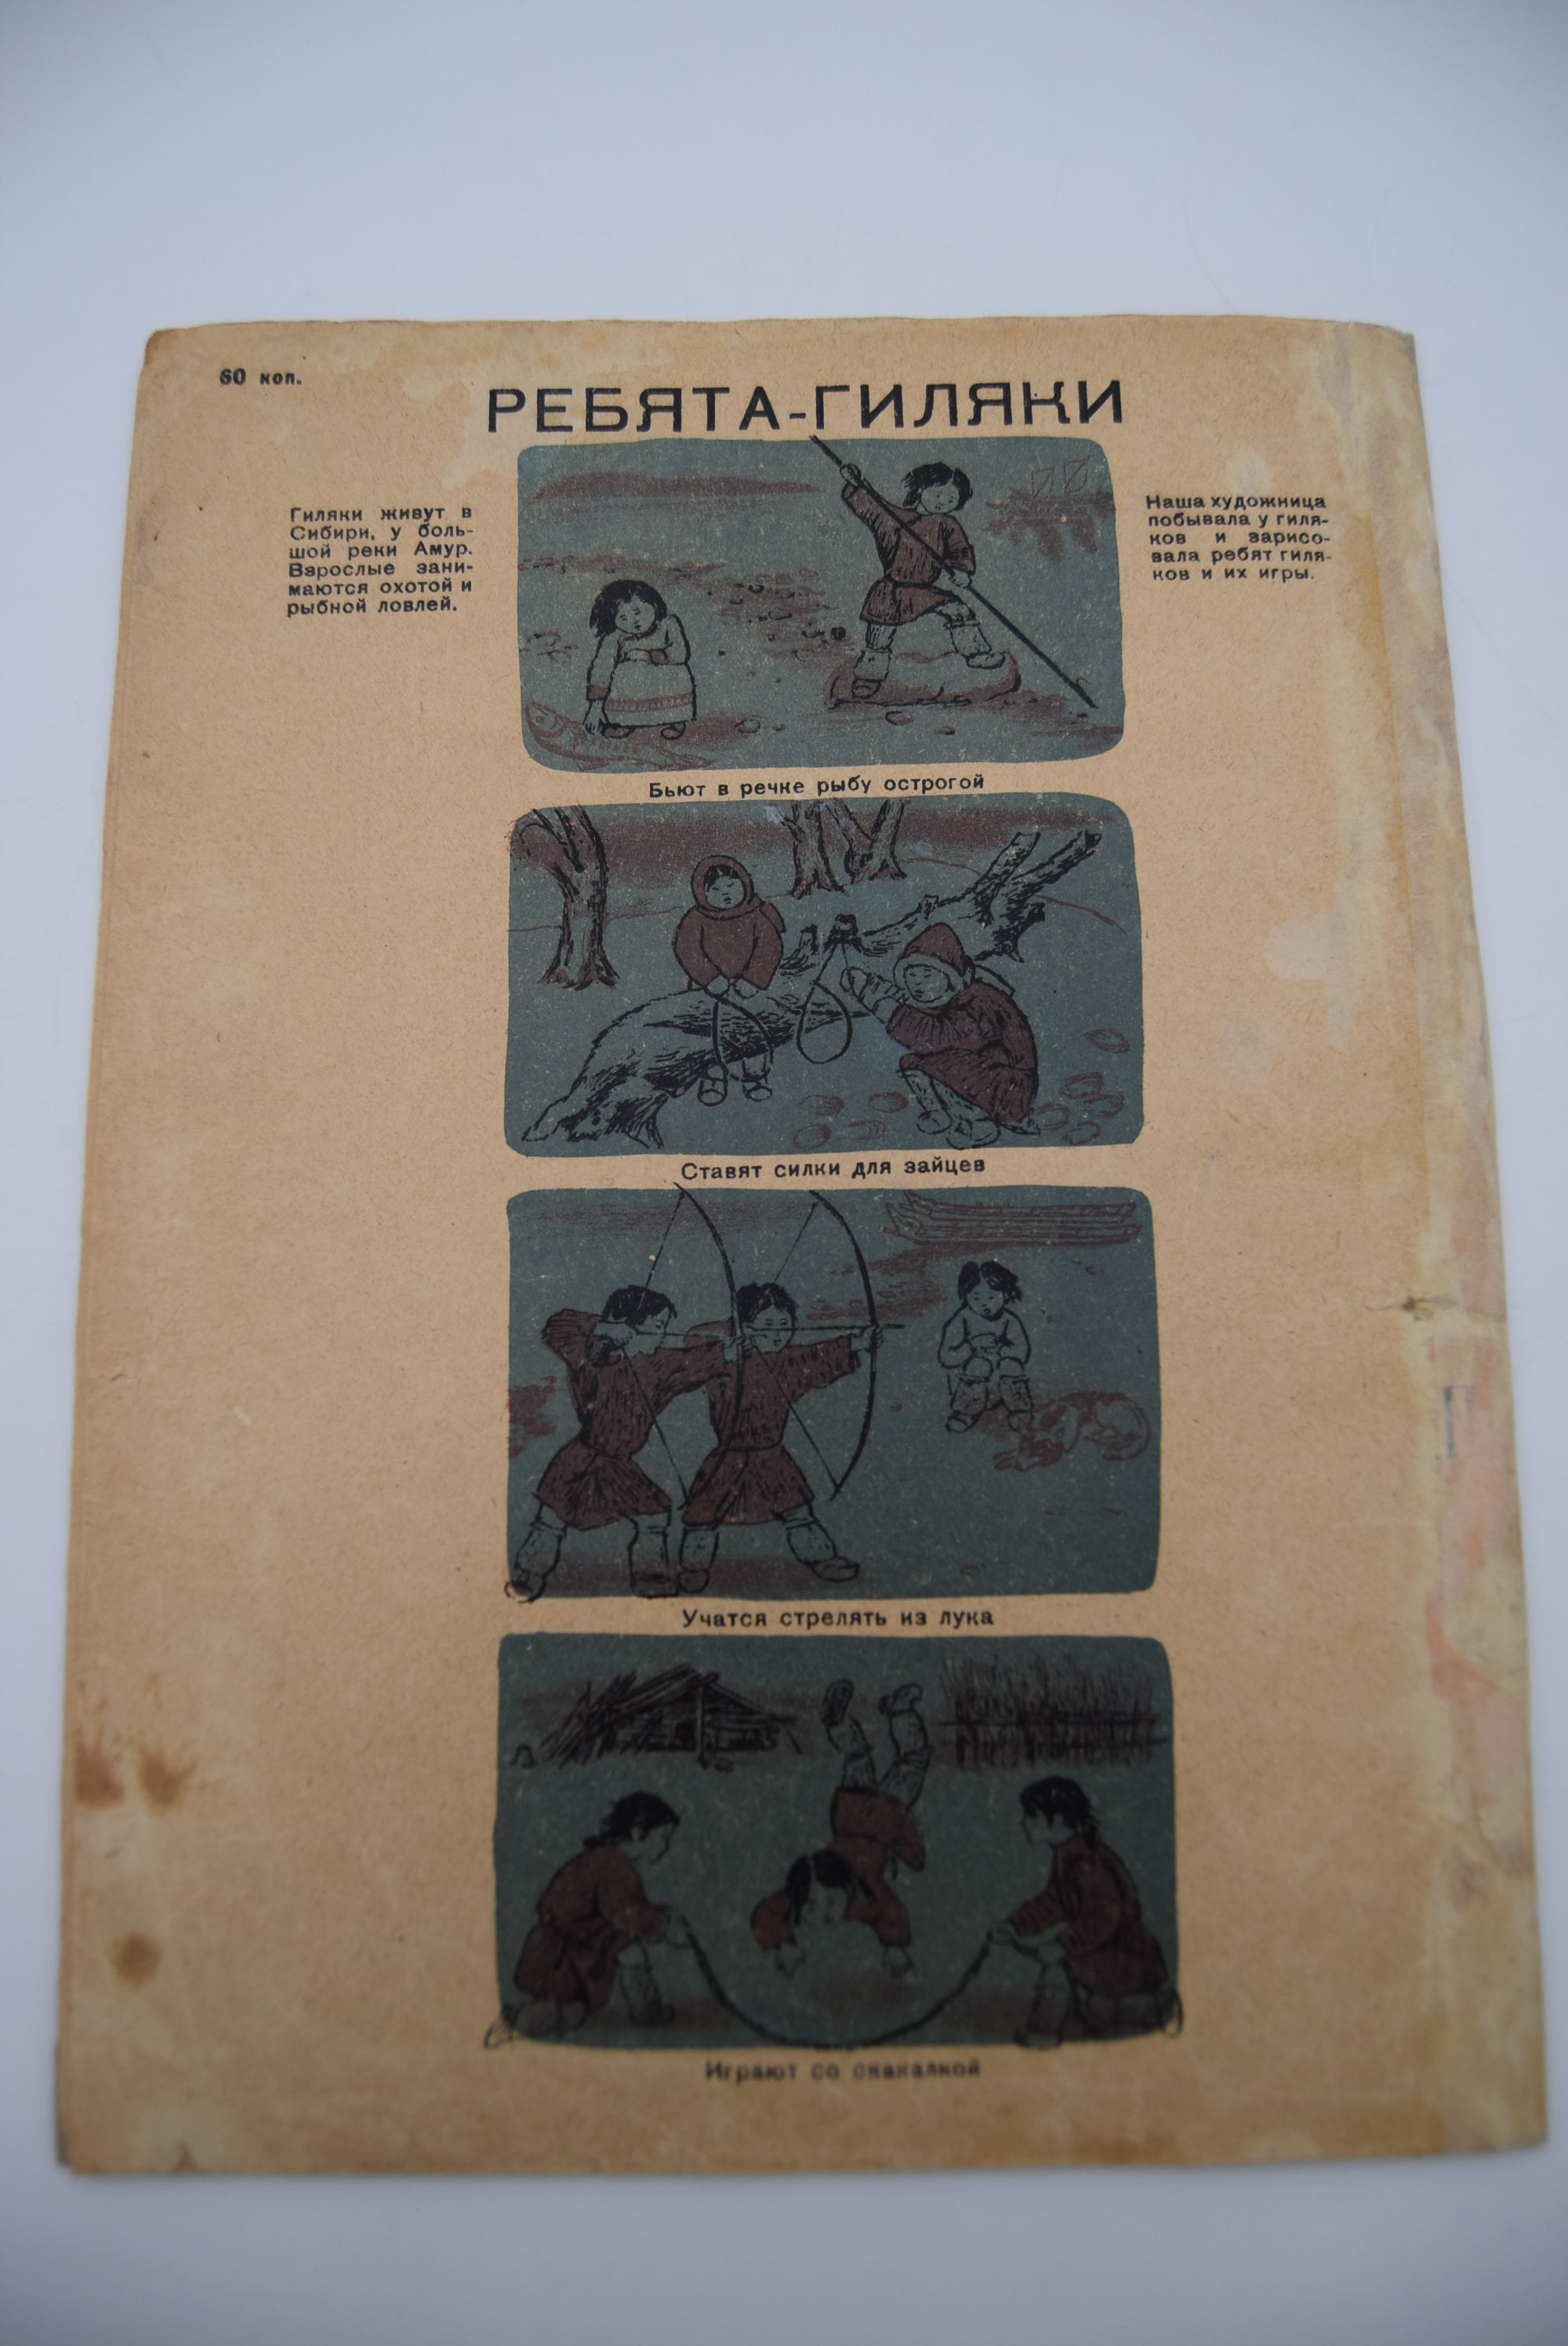 60 коп.
РЕБЯТА-ГИЛЯКИ
Гиляки живут в
Сибири, у боль-
шой реки Амур.
Взрослые зани-
маются охотой и
рыбной ловлей.
Наша художница
побывала у гиля-
ков и зарисо-
вала ребят гиля-
ков и их игры.
Бьют в речке рыбу острогой
Ставят силки для зайцев
Учатся стрелять из лука
Играют со скакалкой